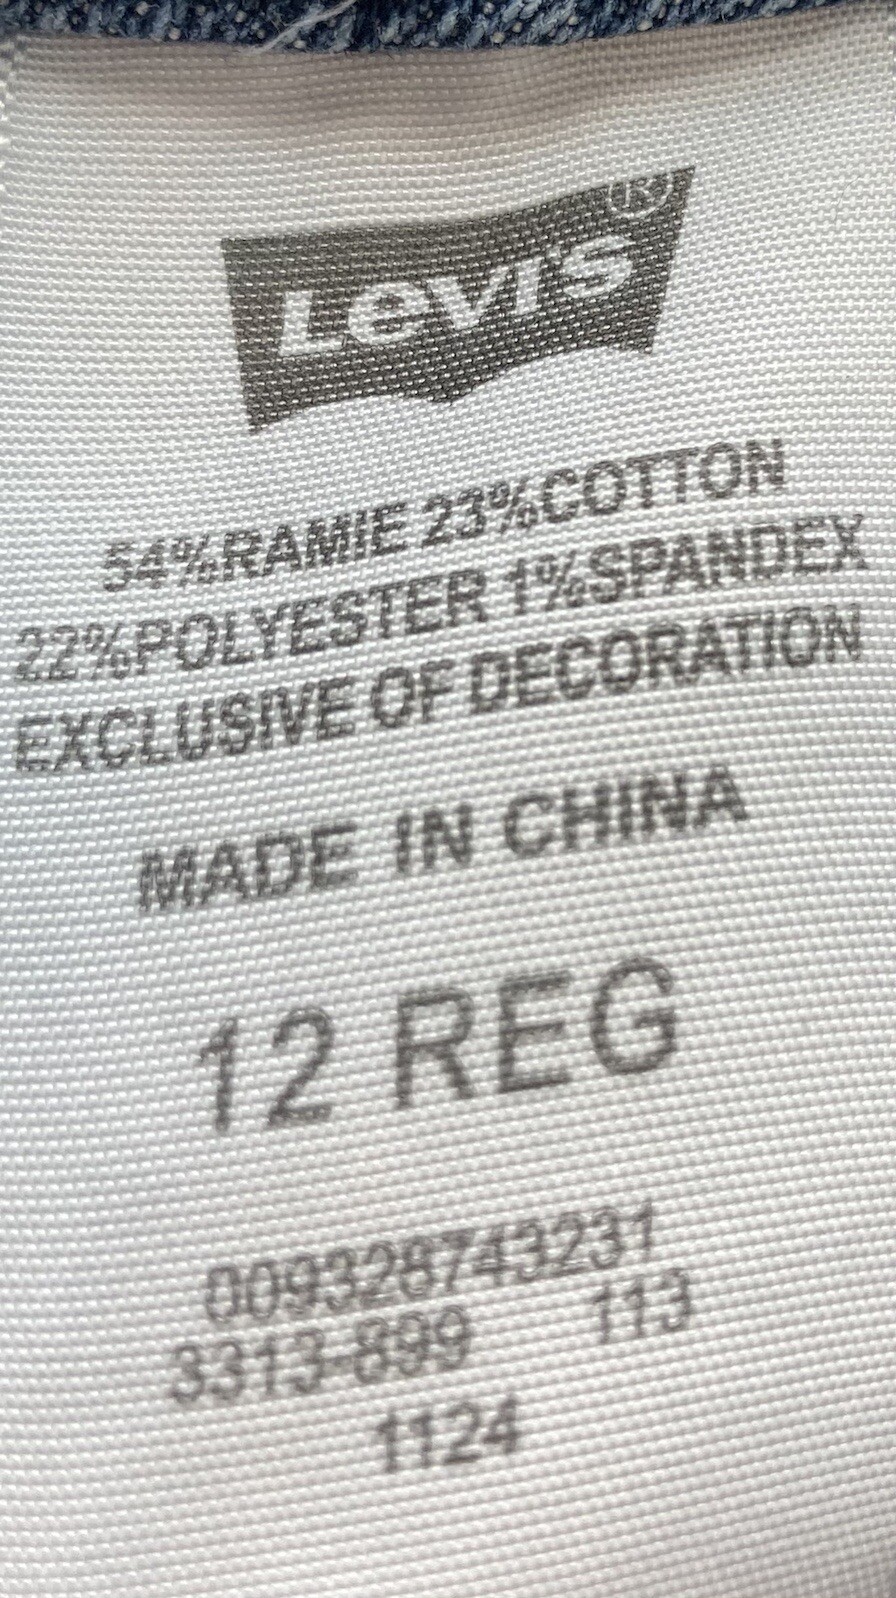 Levi's®
54%RAMIE 23%COTTON
22%POLYESTER 1%SPANDEX
EXCLUSIVE OF DECORATION
MADE IN CHINA
12 REG
009328743231
3313-899 113
1124